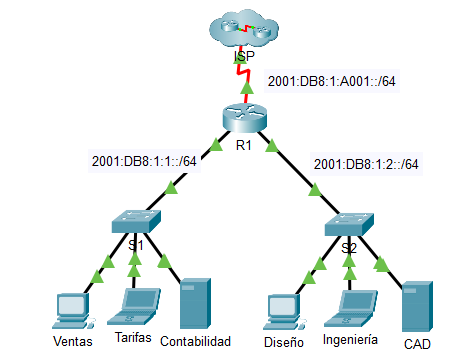 ISP
2001:DB8:1:A001::/64
R1
2001:DB8:1:1::/64
2001:DB8:1:2::/64
S1
S2
Ventas
Tarifas
Contabilidad
Diseño
Ingeniería
CAD